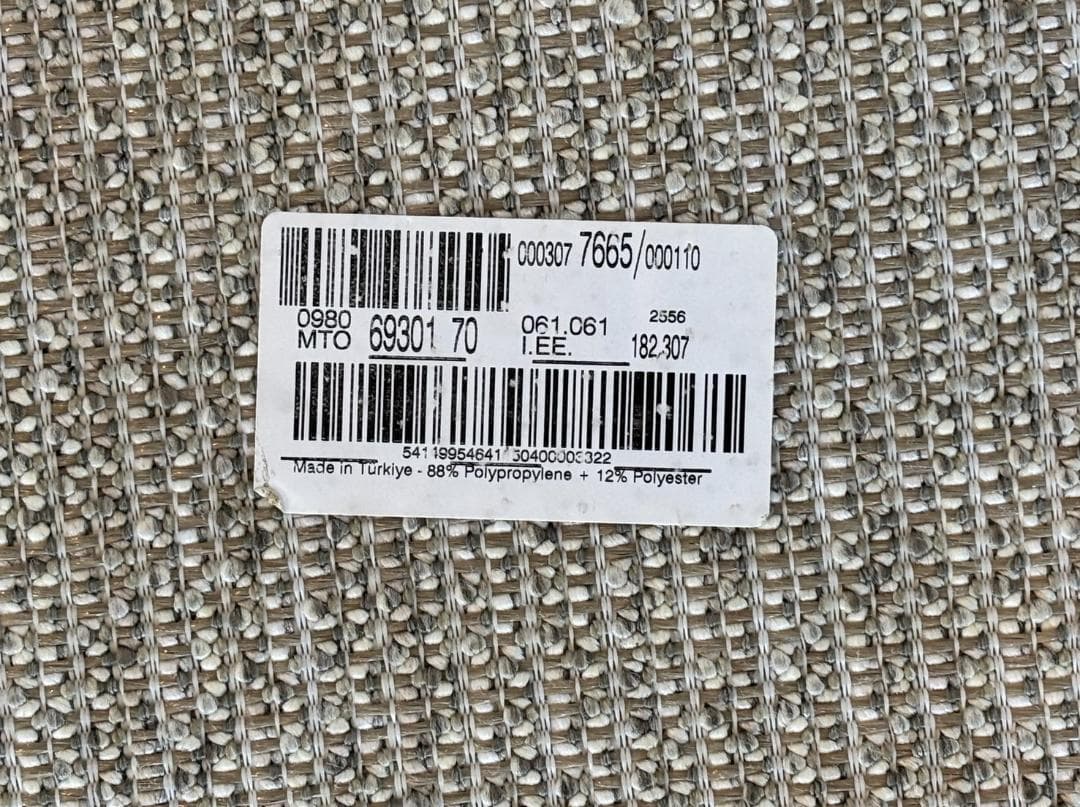 000307 7665/000110
0980 2556
MTO 69301 70 061.061
I.EE. 182,307
Made in Türkiye - 88% Polypropylene + 12% Polyester